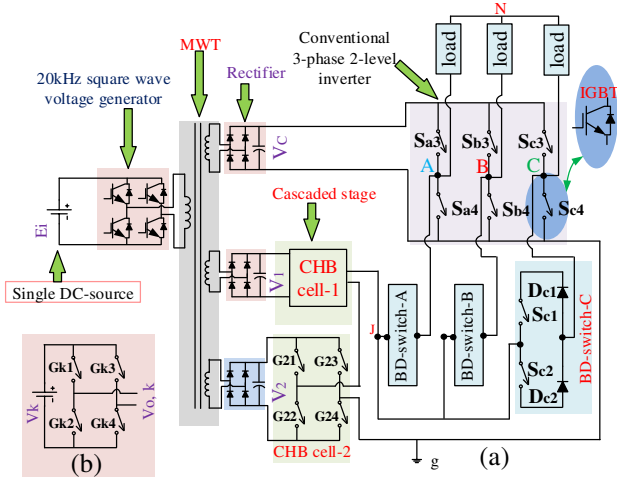 N
MWT
Conventional
3-phase 2-level
inverter
load
load
load
20kHz square wave
voltage generator
Rectifier
IGBT
VC
Sa3
Sb3
Sc3
A
B
C
Sa4
Sb4
Sc4
Ei
Cascaded stage
Single DC-source
V1
CHB
cell-1
J
BD-switch-A
BD-switch-B
Dc1
Sc1
Sc2
Dc2
BD-switch-C
Gk1
Gk3
Vk
Vo, k
Gk2
Gk4
V2
G21
G23
G22
G24
CHB cell-2
(b)
g
(a)